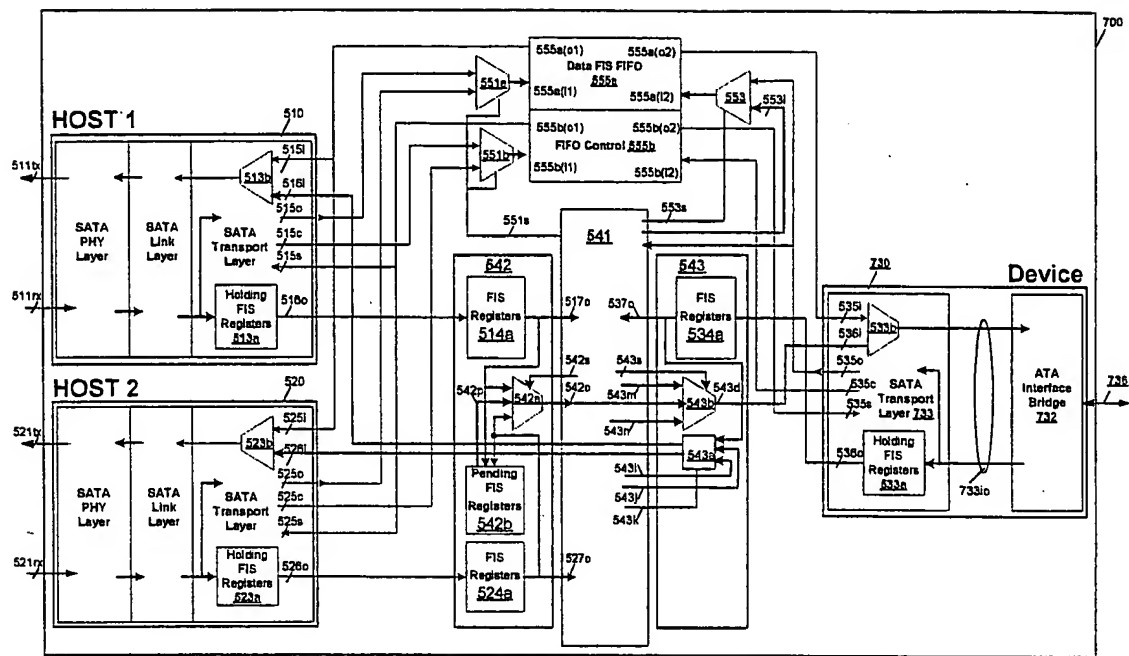 700
555a(o1)
555a(o2)
Data FIS FIFO
555a
555a(i1)
555a(i2)
551a
553
553i
555b(o1)
555b(o2)
FIFO Control
555b
555b(i1)
555b(i2)
551b
551s
553s
HOST 1
510
511tx
511rx
SATA
PHY
Layer
SATA
Link
Layer
513b
515i
516i
515o
515c
515s
SATA
Transport
Layer
Holding
FIS
Registers
513a
516o
HOST 2
520
521tx
521rx
SATA
PHY
Layer
SATA
Link
Layer
523b
525i
526i
525o
525c
525s
SATA
Transport
Layer
Holding
FIS
Registers
523a
526o
542
FIS
Registers
514a
517o
542s
542p
542a
542o
Pending
FIS
Registers
542b
FIS
Registers
524a
527o
541
543
FIS
Registers
534a
537o
543s
543m
543b
543d
543n
543a
543i
543j
543k
Device
730
535i
536i
533b
535o
535c
535s
SATA
Transport
Layer 733
536o
Holding
FIS
Registers
533a
733io
ATA
Interface
Bridge
732
736